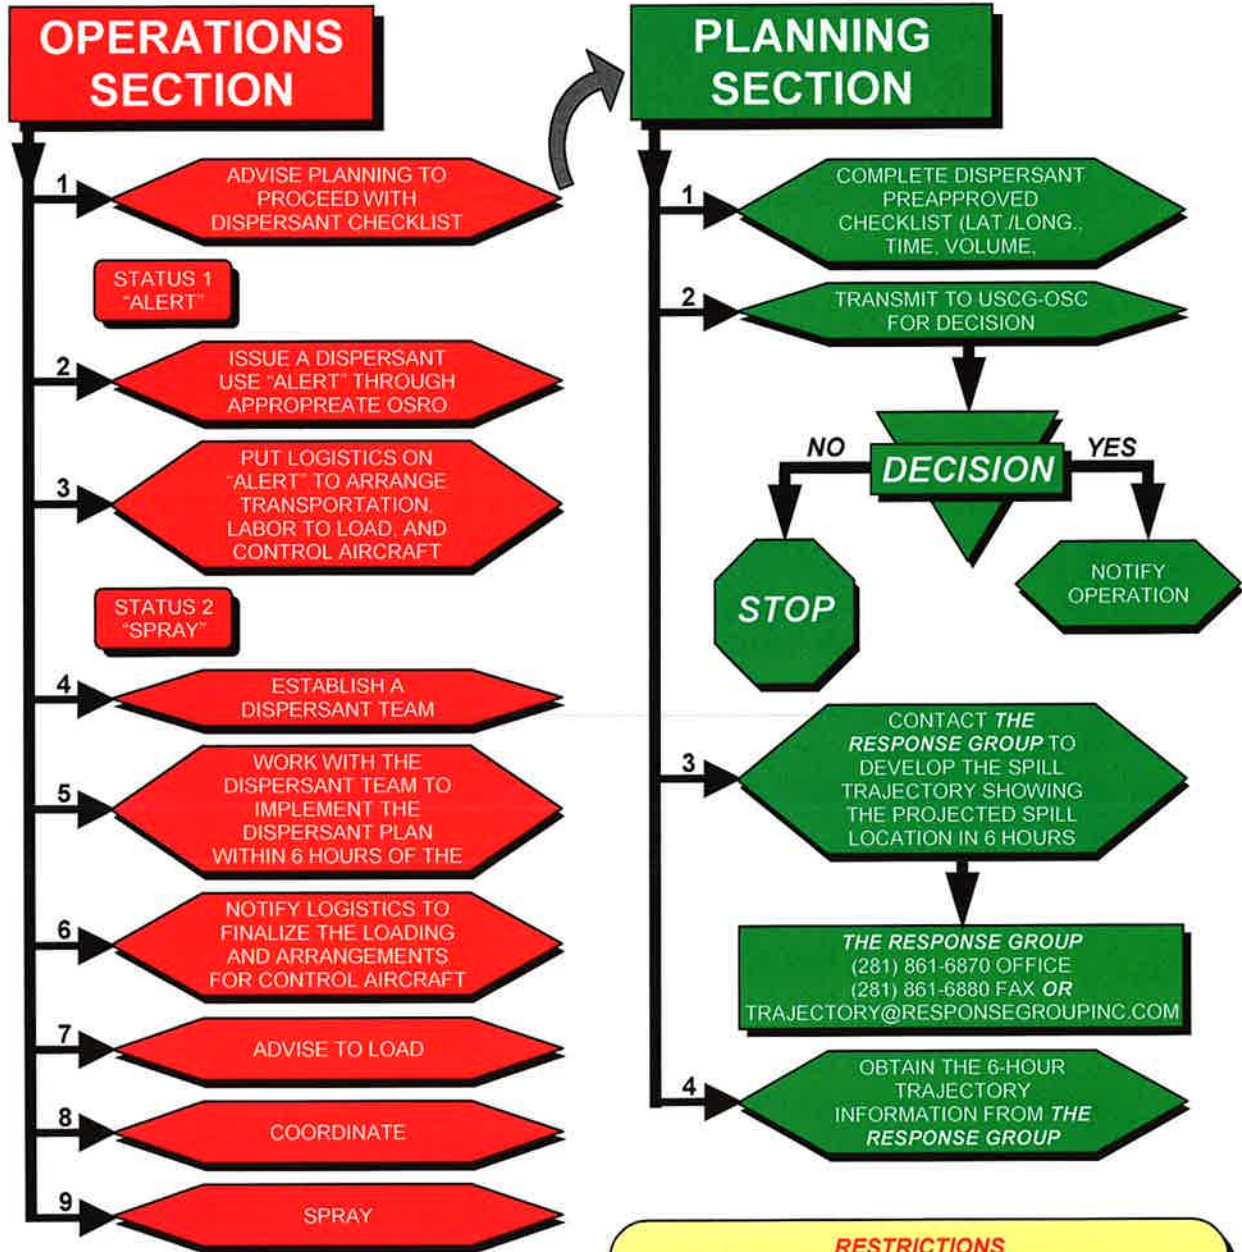 OPERATIONS
SECTION
1
ADVISE PLANNING TO
PROCEED WITH
DISPERSANT CHECKLIST
STATUS 1
"ALERT"
2
ISSUE A DISPERSANT
USE "ALERT" THROUGH
APPROPREATE OSRO
3
PUT LOGISTICS ON
"ALERT" TO ARRANGE
TRANSPORTATION,
LABOR TO LOAD, AND
CONTROL AIRCRAFT
STATUS 2
"SPRAY"
4
ESTABLISH A
DISPERSANT TEAM
5
WORK WITH THE
DISPERSANT TEAM TO
IMPLEMENT THE
DISPERSANT PLAN
WITHIN 6 HOURS OF THE
6
NOTIFY LOGISTICS TO
FINALIZE THE LOADING
AND ARRANGEMENTS
FOR CONTROL AIRCRAFT
7
ADVISE TO LOAD
8
COORDINATE
9
SPRAY
PLANNING
SECTION
1
COMPLETE DISPERSANT
PREAPPROVED
CHECKLIST (LAT./LONG.,
TIME, VOLUME,
2
TRANSMIT TO USCG-OSC
FOR DECISION
NO
DECISION
YES
STOP
NOTIFY
OPERATION
3
CONTACT THE
RESPONSE GROUP TO
DEVELOP THE SPILL
TRAJECTORY SHOWING
THE PROJECTED SPILL
LOCATION IN 6 HOURS
THE RESPONSE GROUP
(281) 861-6870 OFFICE
(281) 861-6880 FAX OR
TRAJECTORY@RESPONSEGROUPINC.COM
4
OBTAIN THE 6-HOUR
TRAJECTORY
INFORMATION FROM THE
RESPONSE GROUP
RESTRICTIONS